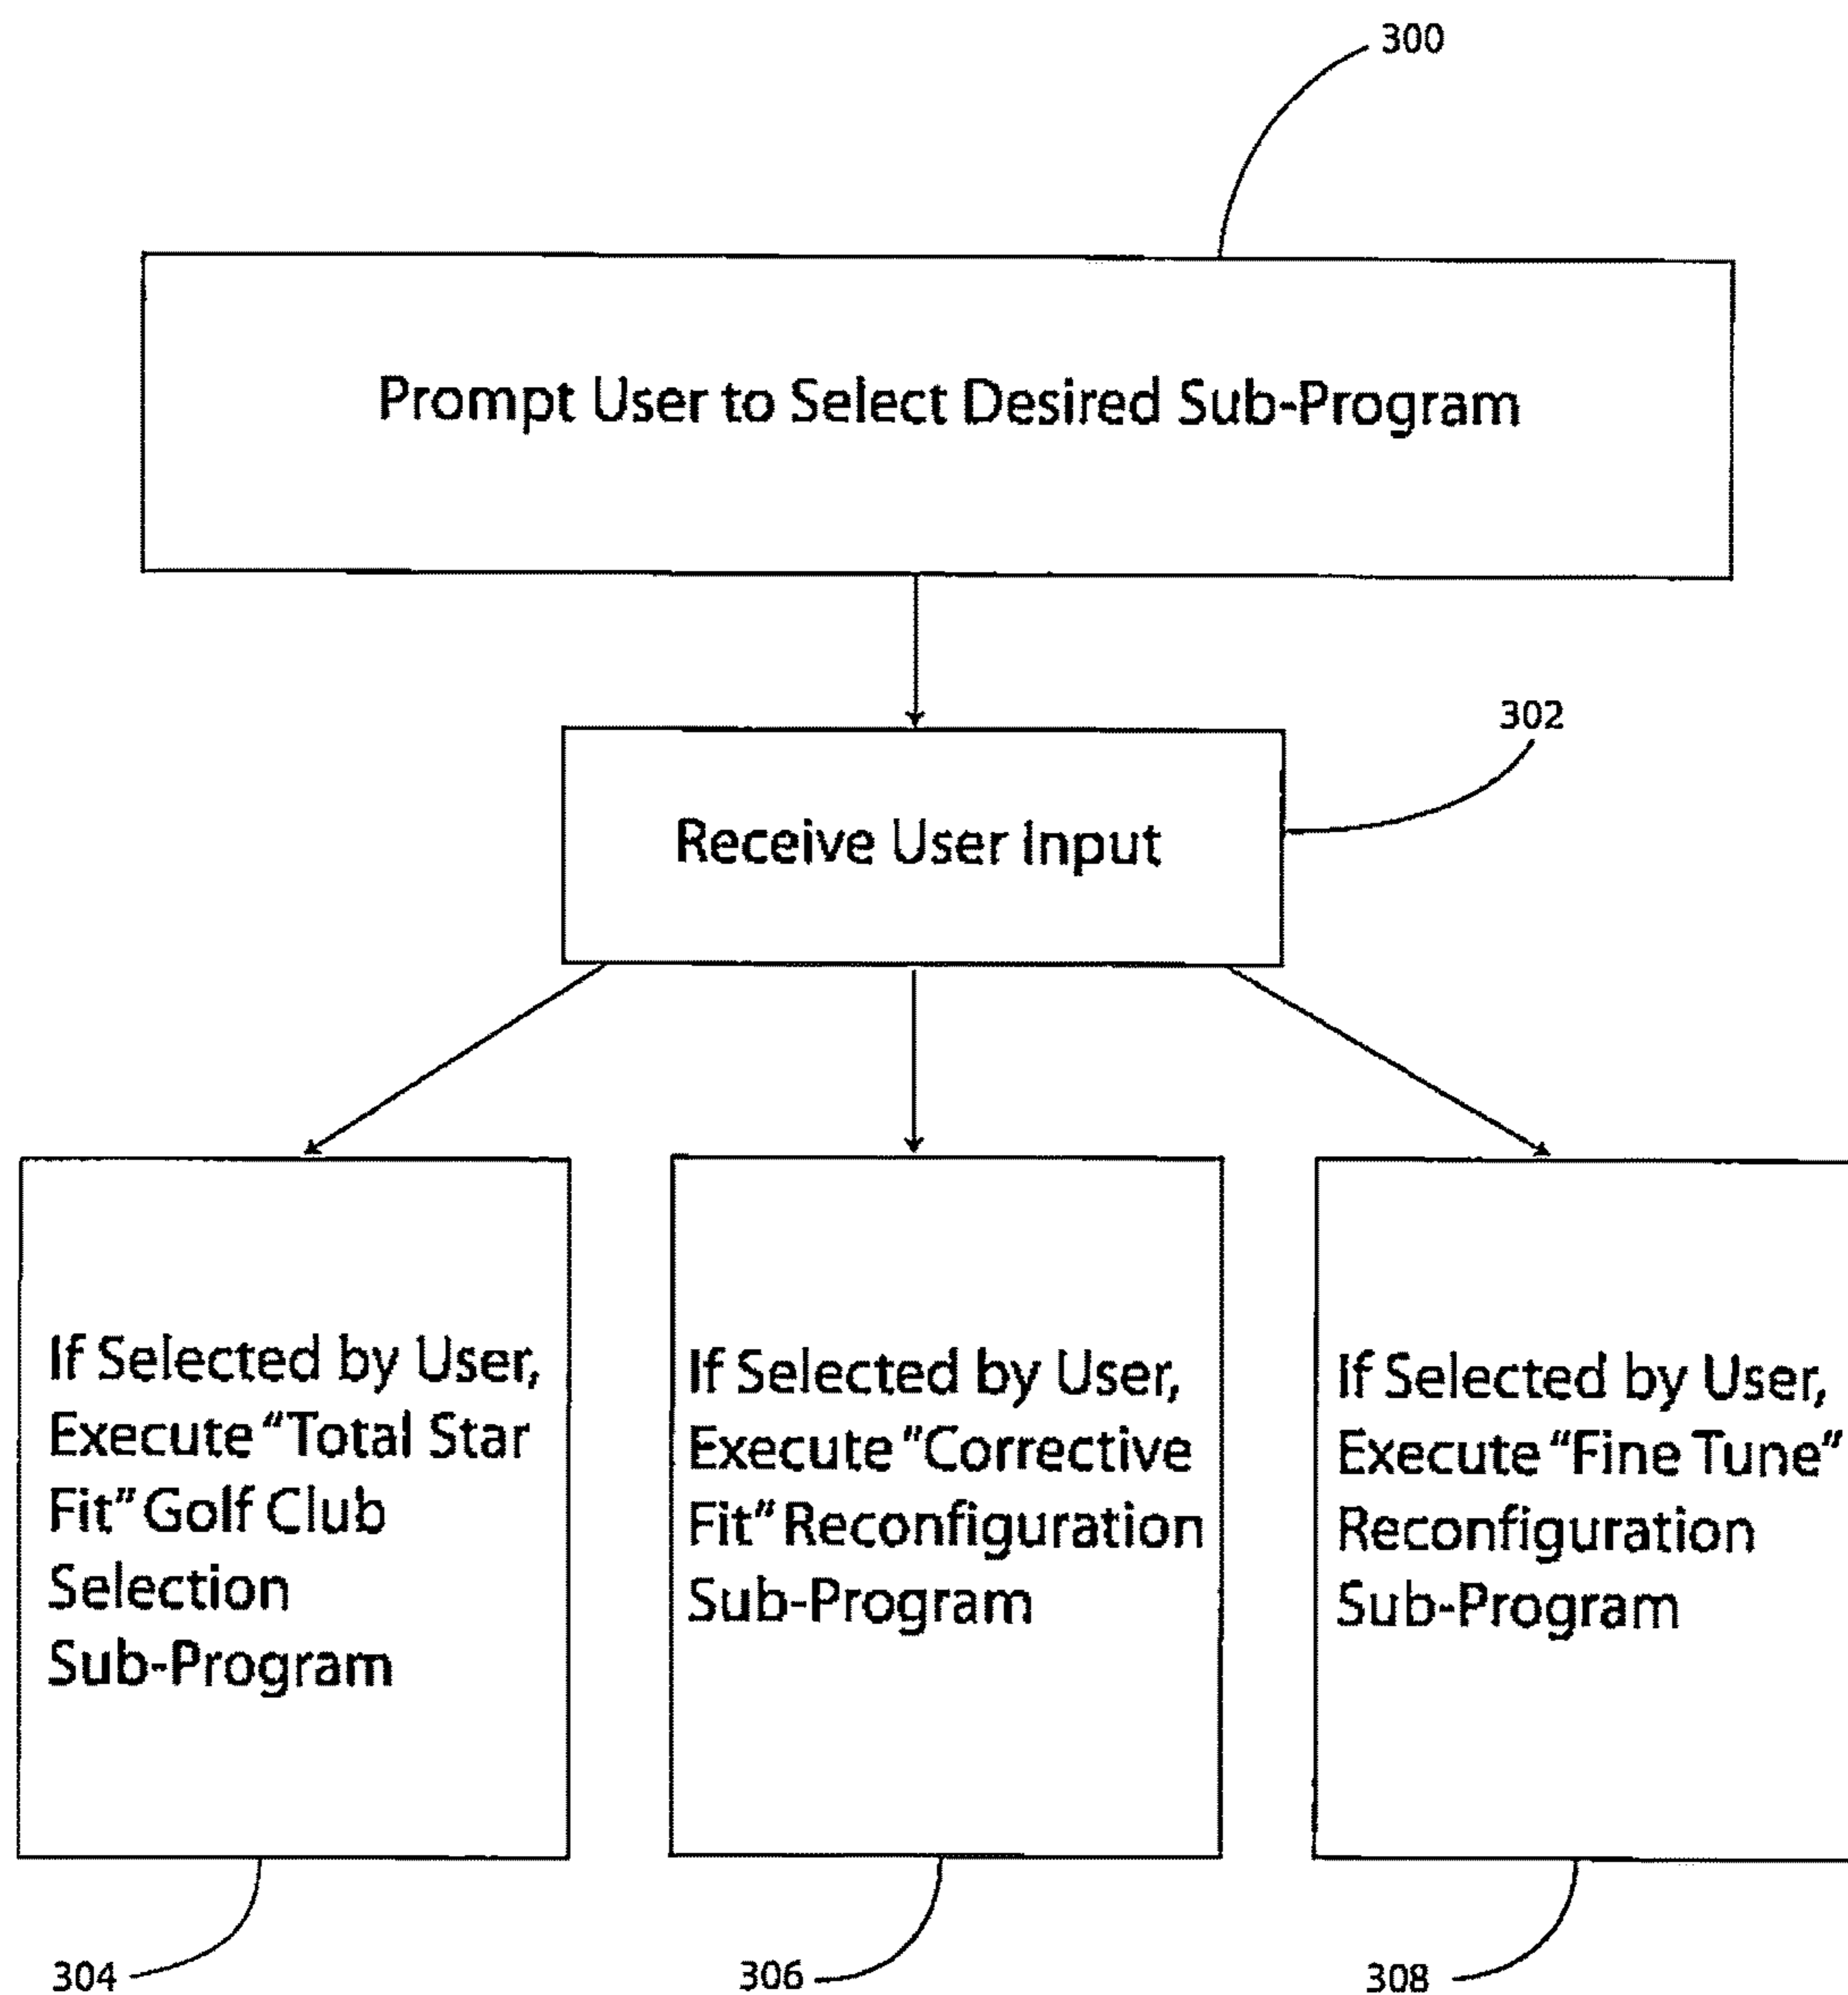 300
Prompt User to Select Desired Sub-Program
302
Receive User Input
If Selected by User,
Execute "Total Star
Fit" Golf Club
Selection
Sub-Program
If Selected by User,
Execute "Corrective
Fit" Reconfiguration
Sub-Program
If Selected by User,
Execute "Fine Tune"
Reconfiguration
Sub-Program
304
306
308